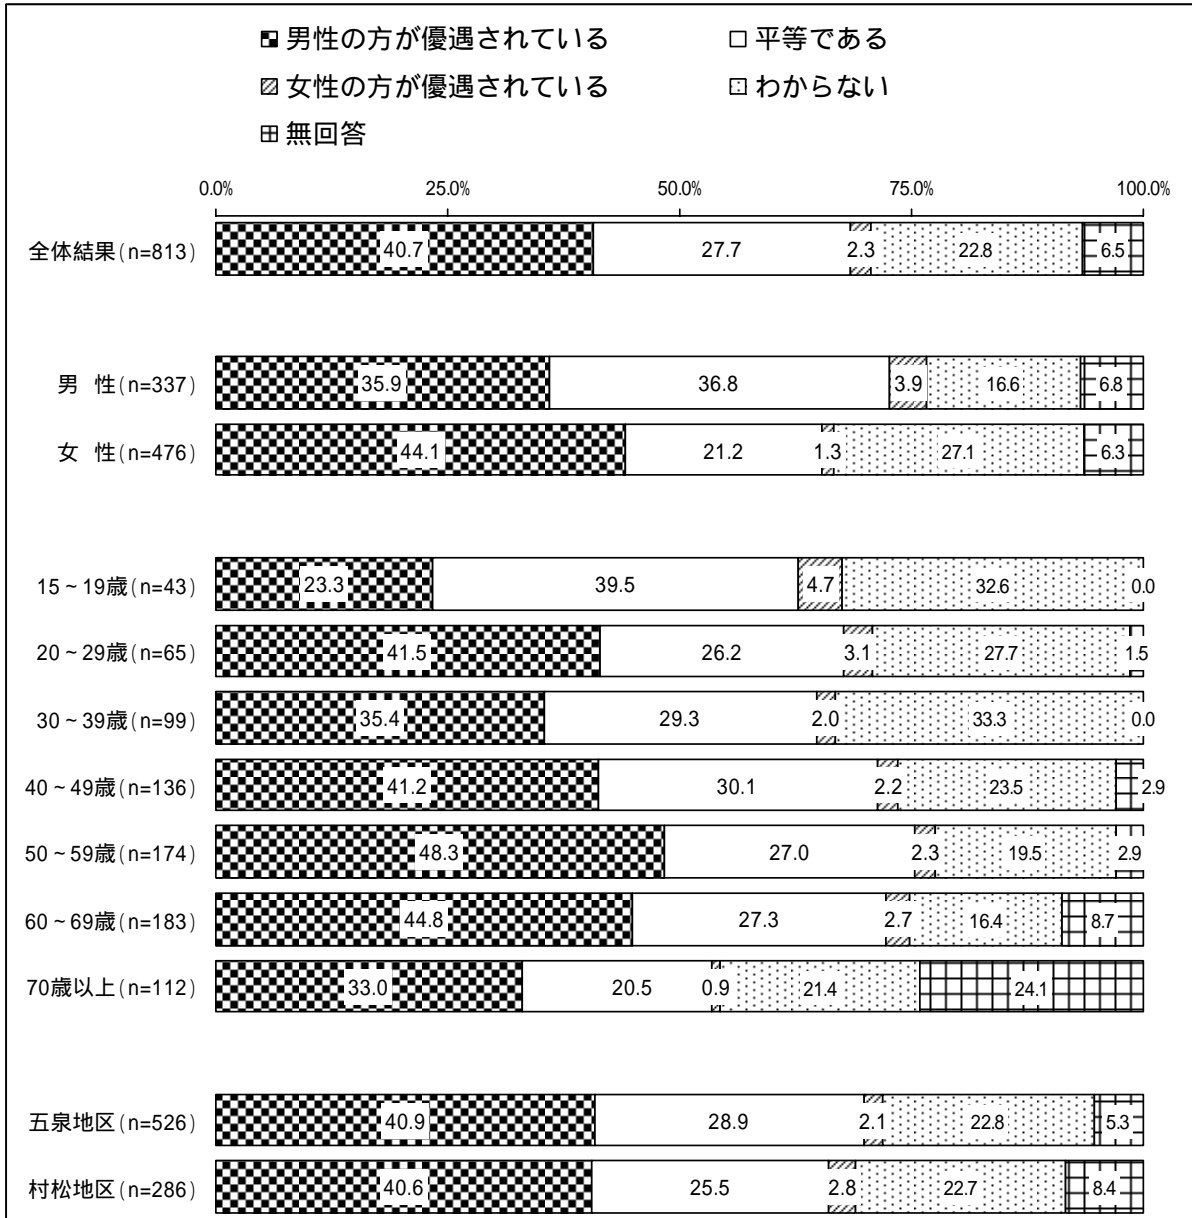 男性の方が優遇されている 平等である
女性の方が優遇されている わからない
無回答
0.0% 25.0% 50.0% 75.0% 100.0%
全体結果(n=813) 40.7 27.7 2.3 22.8 6.5
男 性(n=337) 35.9 36.8 3.9 16.6 6.8
女 性(n=476) 44.1 21.2 1.3 27.1 6.3
15~19歳(n=43) 23.3 39.5 4.7 32.6 0.0
20~29歳(n=65) 41.5 26.2 3.1 27.7 1.5
30~39歳(n=99) 35.4 29.3 2.0 33.3 0.0
40~49歳(n=136) 41.2 30.1 2.2 23.5 2.9
50~59歳(n=174) 48.3 27.0 2.3 19.5 2.9
60~69歳(n=183) 44.8 27.3 2.7 16.4 8.7
70歳以上(n=112) 33.0 20.5 0.9 21.4 24.1
五泉地区(n=526) 40.9 28.9 2.1 22.8 5.3
村松地区(n=286) 40.6 25.5 2.8 22.7 8.4